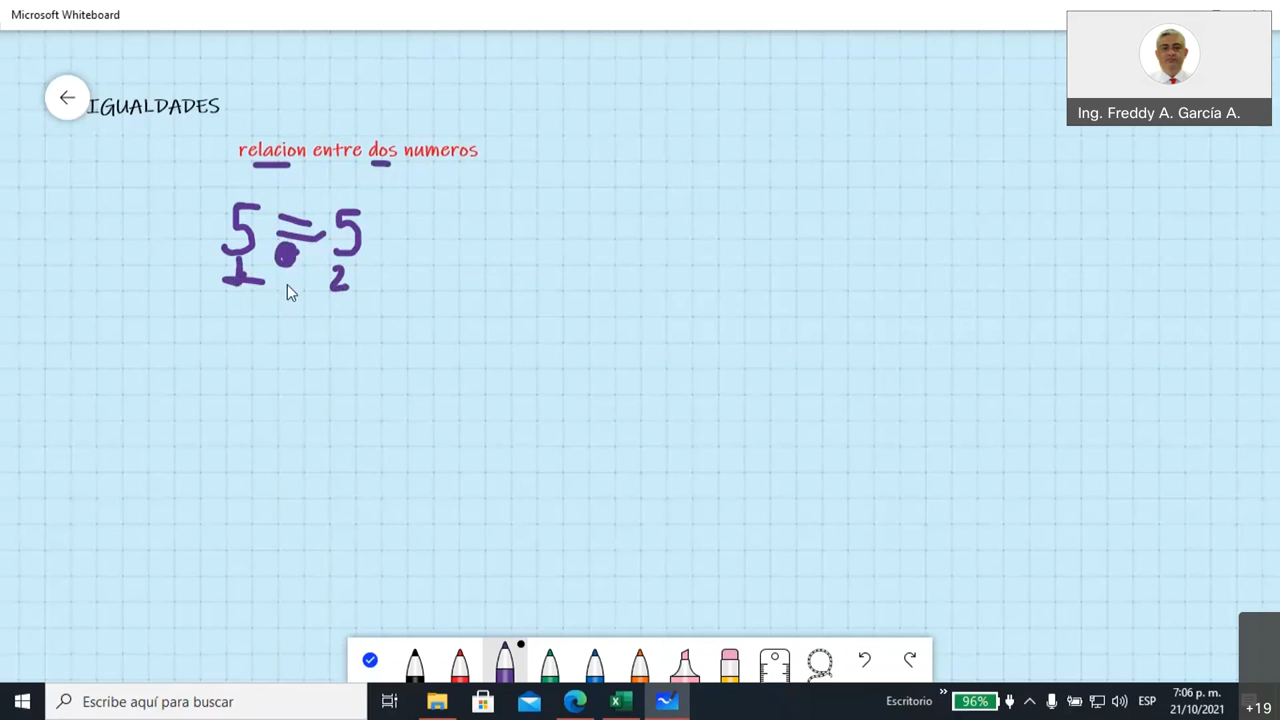 Microsoft Whiteboard
Ing. Freddy A. García A.
IGUALDADES
relacion entre dos numeros
5 = 5
1 2
Escribe aquí para buscar
Escritorio
96%
ESP
7:06 p. m.
21/10/2021
+19